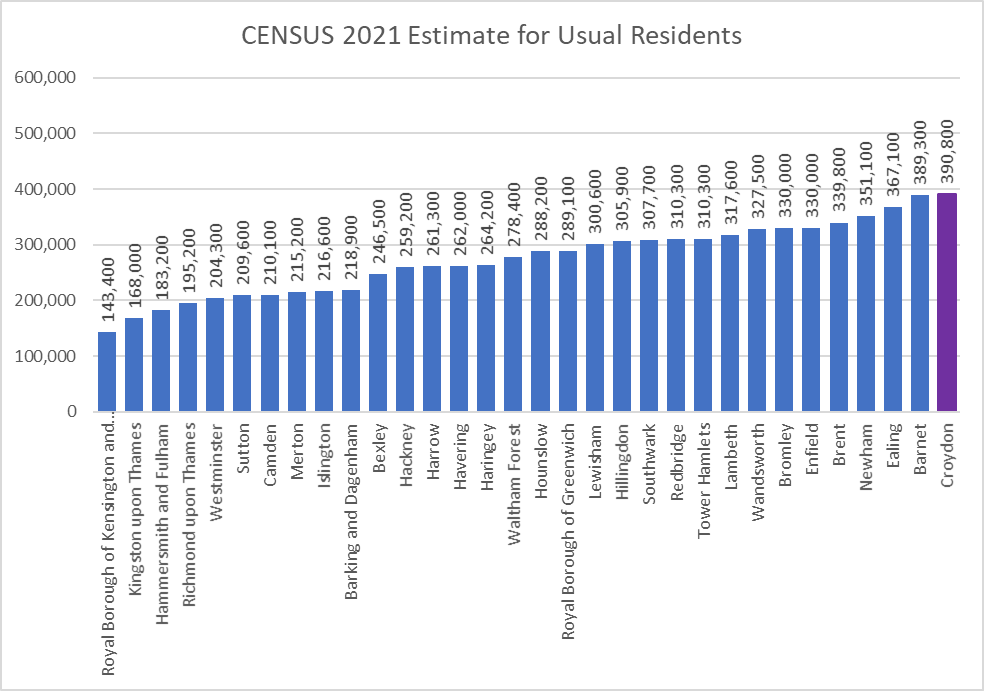 CENSUS 2021 Estimate for Usual Residents
600,000
500,000
400,000
300,000
200,000
100,000
0
143,400
168,000
183,200
195,200
204,300
209,600
210,100
215,200
216,600
218,900
246,500
259,200
261,300
262,000
264,200
278,400
288,200
289,100
300,600
305,900
307,700
310,300
310,300
317,600
327,500
330,000
330,000
339,800
351,100
367,100
389,300
390,800
Royal Borough of Kensington and...
Kingston upon Thames
Hammersmith and Fulham
Richmond upon Thames
Westminster
Sutton
Camden
Merton
Islington
Barking and Dagenham
Bexley
Hackney
Harrow
Havering
Haringey
Waltham Forest
Hounslow
Royal Borough of Greenwich
Lewisham
Hillingdon
Southwark
Redbridge
Tower Hamlets
Lambeth
Wandsworth
Bromley
Enfield
Brent
Newham
Ealing
Barnet
Croydon